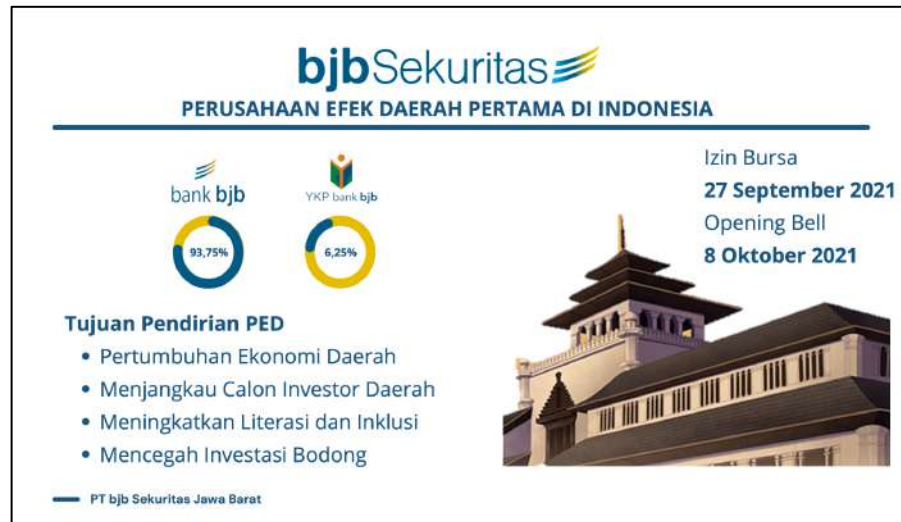 bjbSekuritas
PERUSAHAAN EFEK DAERAH PERTAMA DI INDONESIA
bank bjb
YKP bank bjb
93,75%
6,25%
Izin Bursa
27 September 2021
Opening Bell
8 Oktober 2021
Tujuan Pendirian PED
• Pertumbuhan Ekonomi Daerah
• Menjangkau Calon Investor Daerah
• Meningkatkan Literasi dan Inklusi
• Mencegah Investasi Bodong
PT bjb Sekuritas Jawa Barat